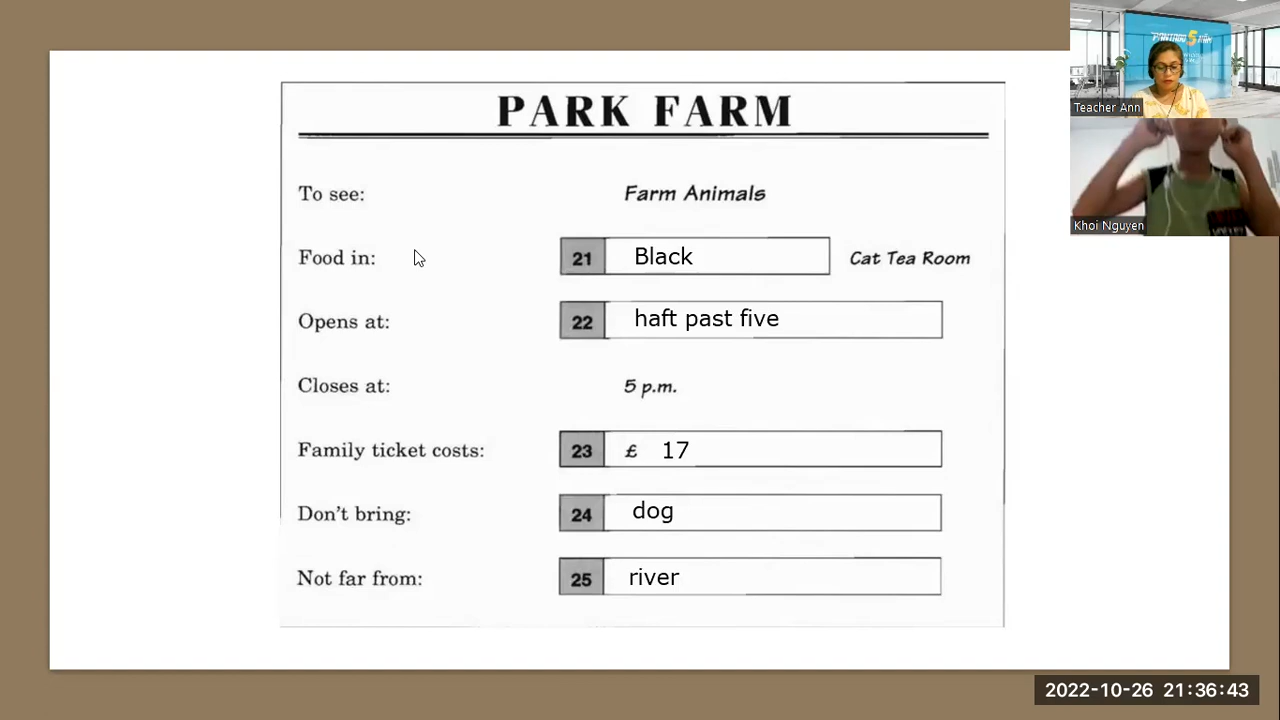 PARK FARM
To see: Farm Animals
Food in: 21 Black Cat Tea Room
Opens at: 22 haft past five
Closes at: 5 p.m.
Family ticket costs: 23 £ 17
Don't bring: 24 dog
Not far from: 25 river
Teacher Ann
Khoi Nguyen
2022-10-26 21:36:43